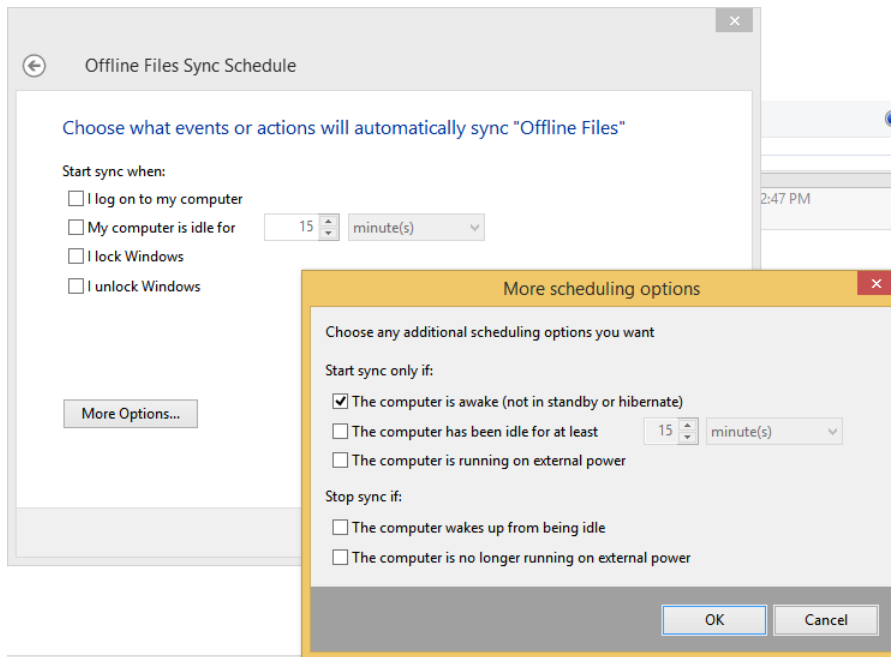 Offline Files Sync Schedule
Choose what events or actions will automatically sync "Offline Files"
Start sync when:
I log on to my computer
My computer is idle for 15 minute(s)
I lock Windows
I unlock Windows
More Options...
2:47 PM
More scheduling options
Choose any additional scheduling options you want
Start sync only if:
The computer is awake (not in standby or hibernate)
The computer has been idle for at least 15 minute(s)
The computer is running on external power
Stop sync if:
The computer wakes up from being idle
The computer is no longer running on external power
OK Cancel